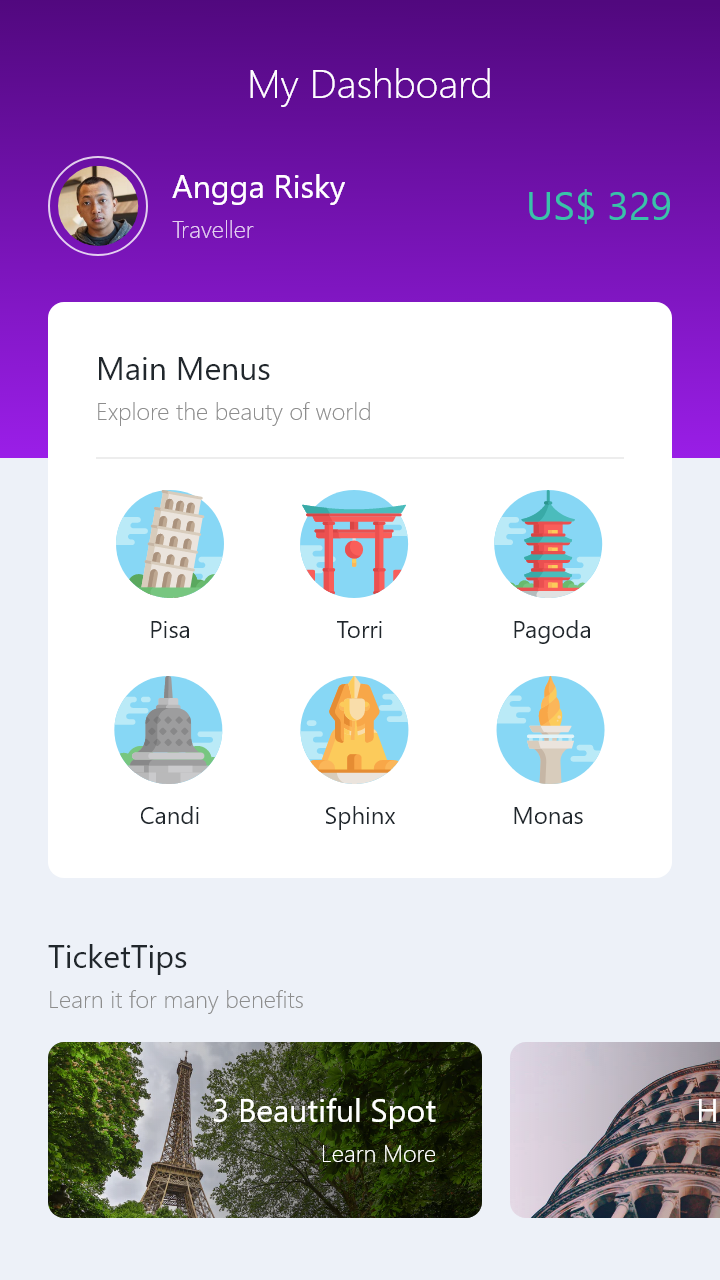 My Dashboard
Angga Risky
Traveller
US$ 329
Main Menus
Explore the beauty of world
Pisa
Torri
Pagoda
Candi
Sphinx
Monas
TicketTips
Learn it for many benefits
3 Beautiful Spot
Learn More
H